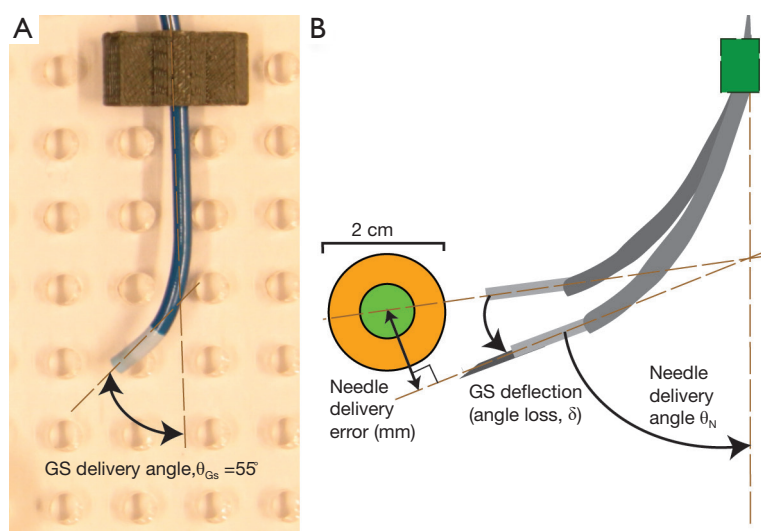 A
GS delivery angle,θGs =55°
B
2 cm
Needle
delivery
error (mm)
GS deflection
(angle loss, δ)
Needle
delivery
angle θN